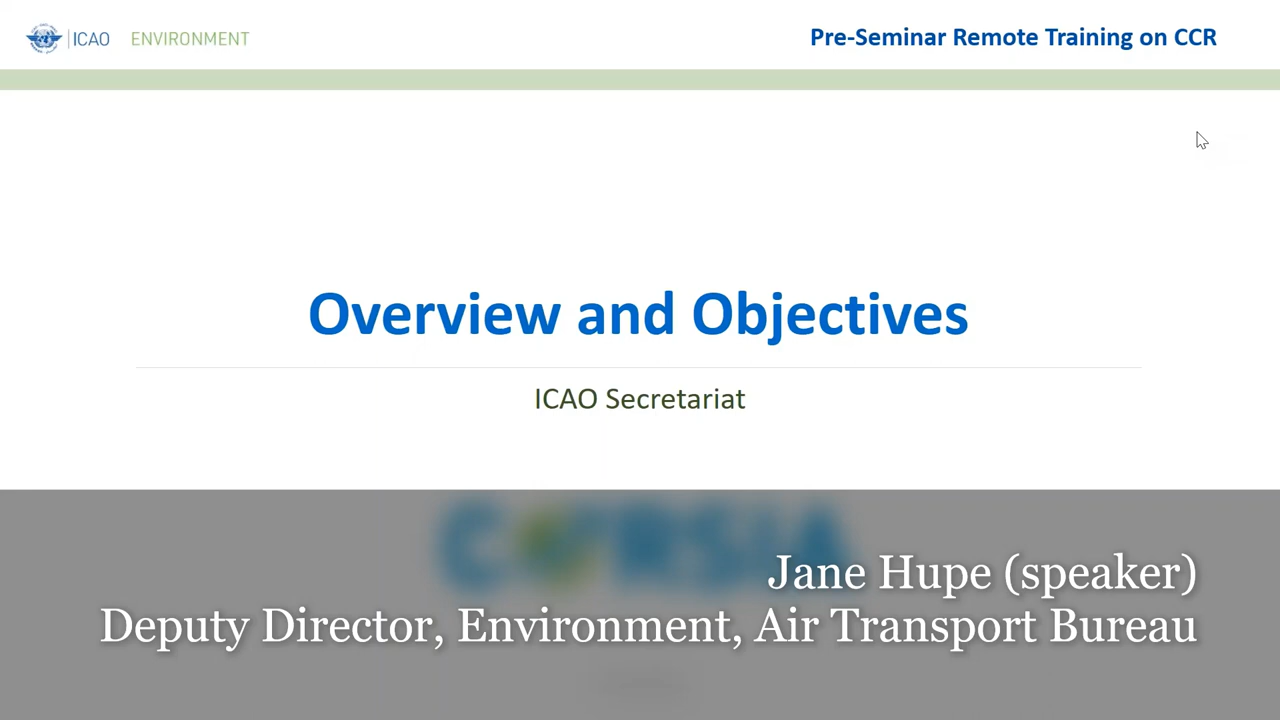 ICAO ENVIRONMENT
Pre-Seminar Remote Training on CCR
Overview and Objectives
ICAO Secretariat
CORSIA
Jane Hupe (speaker)
Deputy Director, Environment, Air Transport Bureau